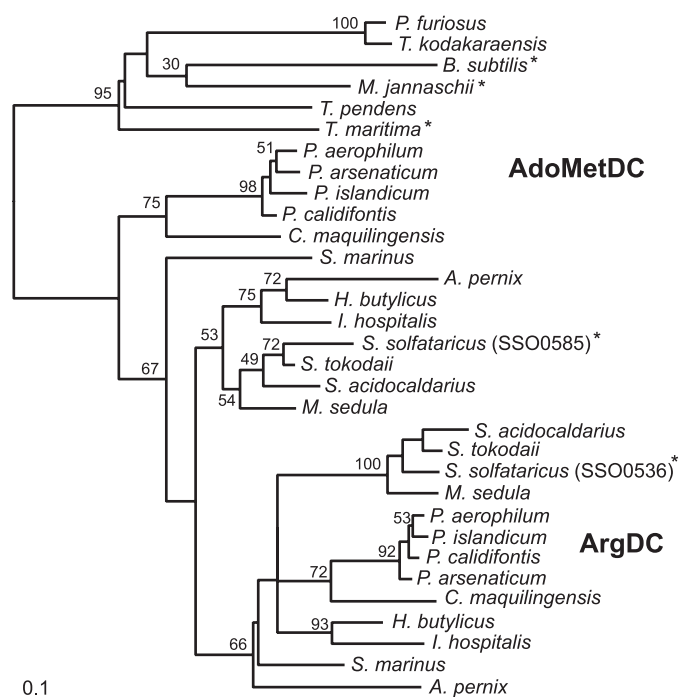 100
P. furiosus
T. kodakaraensis
30
B. subtilis*
M. jannaschii*
95
T. pendens
T. maritima*
51
P. aerophilum
P. arsenaticum
AdoMetDC
98
P. islandicum
75
P. calidifontis
C. maquilingensis
S. marinus
72
A. pernix
75
H. butylicus
I. hospitalis
53
72
S. solfataricus (SSO0585)*
49
S. tokodaii
67
S. acidocaldarius
54
M. sedula
S. acidocaldarius
S. tokodaii
100
S. solfataricus (SSO0536)*
M. sedula
53
P. aerophilum
P. islandicum
ArgDC
92
P. calidifontis
72
P. arsenaticum
C. maquilingensis
93
H. butylicus
I. hospitalis
66
S. marinus
A. pernix
0.1